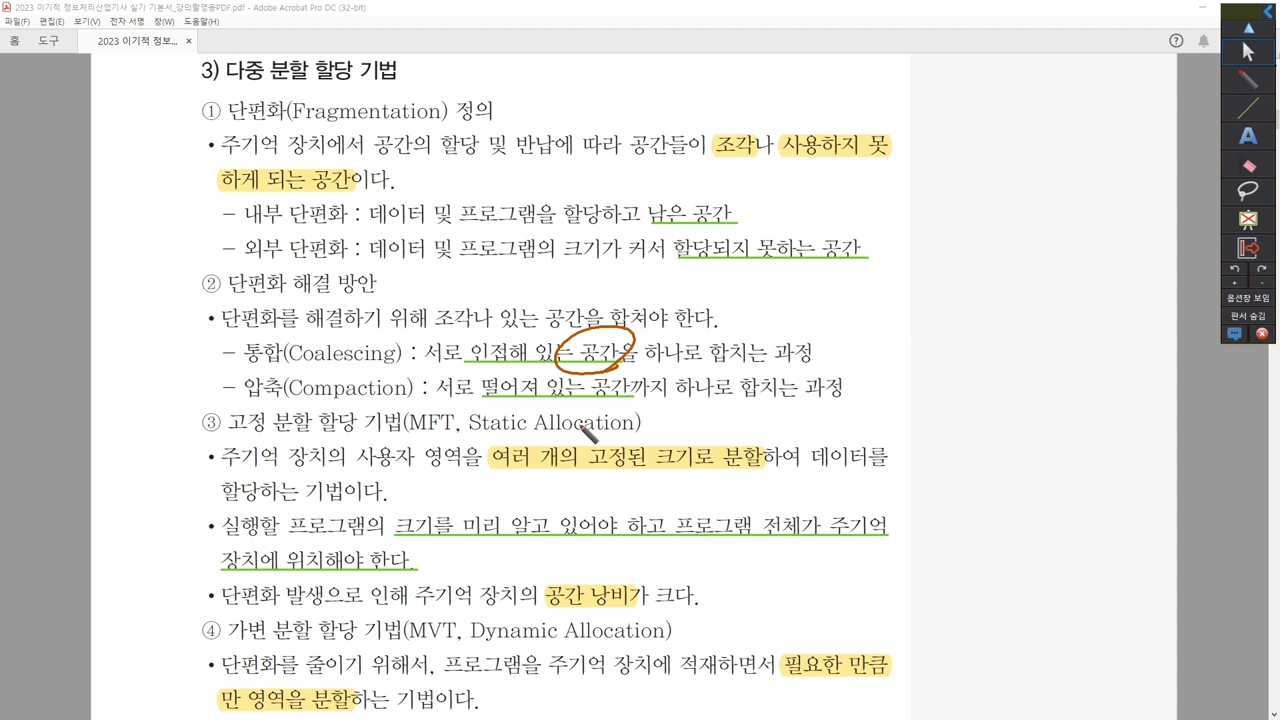 2023 이기적 정보처리산업기사 실기 기본서_강의촬영용PDF.pdf - Adobe Acrobat Pro DC (32-bit)
파일(F) 편집(E) 보기(V) 전자 서명 창(W) 도움말(H)
홈 도구 2023 이기적 정보... ×
3) 다중 분할 할당 기법
① 단편화(Fragmentation) 정의
• 주기억 장치에서 공간의 할당 및 반납에 따라 공간들이 조각나 사용하지 못
하게 되는 공간이다.
- 내부 단편화 : 데이터 및 프로그램을 할당하고 남은 공간
- 외부 단편화 : 데이터 및 프로그램의 크기가 커서 할당되지 못하는 공간
② 단편화 해결 방안
• 단편화를 해결하기 위해 조각나 있는 공간을 합쳐야 한다.
- 통합(Coalescing) : 서로 인접해 있는 공간을 하나로 합치는 과정
- 압축(Compaction) : 서로 떨어져 있는 공간까지 하나로 합치는 과정
③ 고정 분할 할당 기법(MFT, Static Allocation)
• 주기억 장치의 사용자 영역을 여러 개의 고정된 크기로 분할하여 데이터를
할당하는 기법이다.
• 실행할 프로그램의 크기를 미리 알고 있어야 하고 프로그램 전체가 주기억
장치에 위치해야 한다.
• 단편화 발생으로 인해 주기억 장치의 공간 낭비가 크다.
④ 가변 분할 할당 기법(MVT, Dynamic Allocation)
• 단편화를 줄이기 위해서, 프로그램을 주기억 장치에 적재하면서 필요한 만큼
만 영역을 분할하는 기법이다.
A
+ -
옵션창 보임
판서 숨김